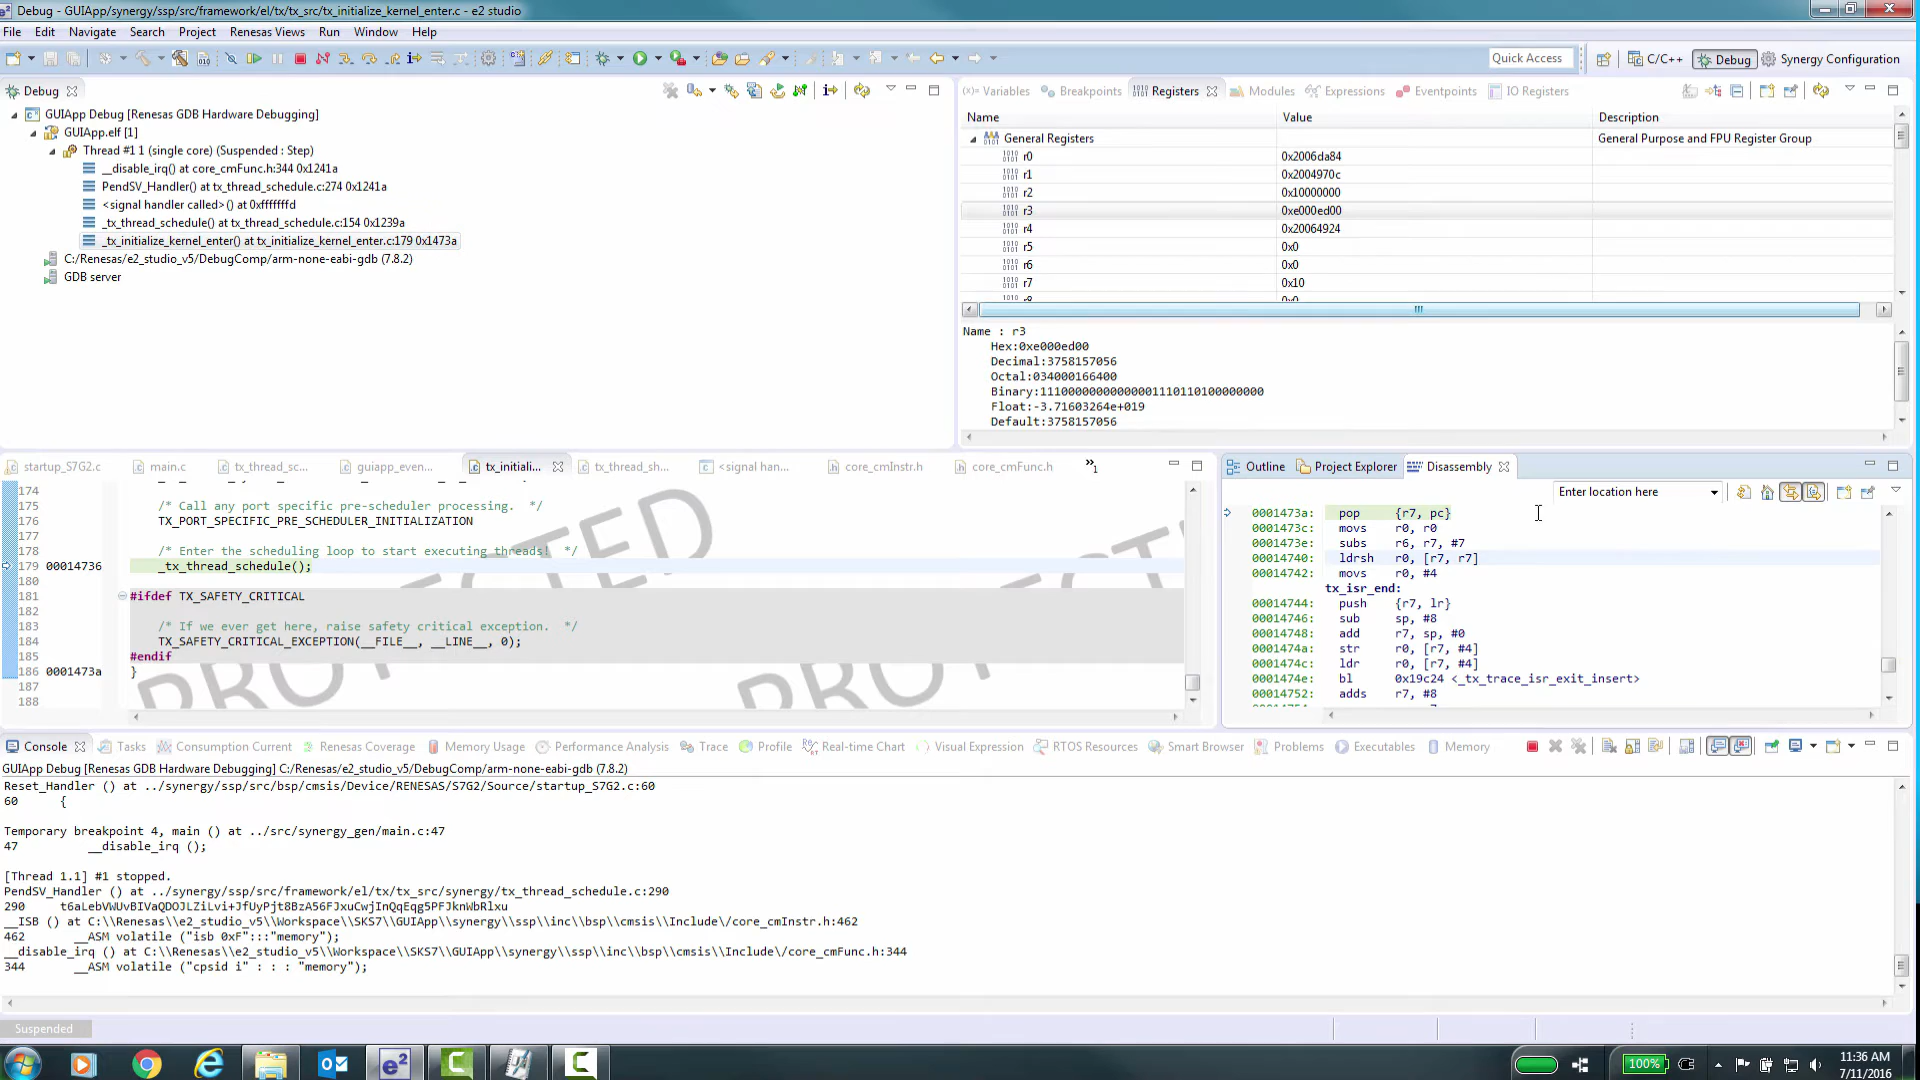 Debug - GUIApp/synergy/ssp/src/framework/el/tx/tx_src/tx_initialize_kernel_enter.c - e2 studio
File Edit Navigate Search Project Renesas Views Run Window Help
Quick Access C/C++ Debug Synergy Configuration
Debug
GUIApp Debug [Renesas GDB Hardware Debugging]
GUIApp.elf [1]
Thread #1 1 (single core) (Suspended : Step)
__disable_irq() at core_cmFunc.h:344 0x1241a
PendSV_Handler() at tx_thread_schedule.c:274 0x1241a
<signal handler called>() at 0xfffffffd
_tx_thread_schedule() at tx_thread_schedule.c:154 0x1239a
_tx_initialize_kernel_enter() at tx_initialize_kernel_enter.c:179 0x1473a
C:/Renesas/e2_studio_v5/DebugComp/arm-none-eabi-gdb (7.8.2)
GDB server
(x)= Variables Breakpoints Registers Modules Expressions Eventpoints IO Registers
Name Value Description
General Registers General Purpose and FPU Register Group
r0 0x2006da84
r1 0x2004970c
r2 0x10000000
r3 0xe000ed00
r4 0x20064924
r5 0x0
r6 0x0
r7 0x10
r8 0x0
Name : r3
Hex:0xe000ed00
Decimal:3758157056
Octal:034000166400
Binary:11100000000000001110110100000000
Float:-3.71603264e+019
Default:3758157056
startup_S7G2.c main.c tx_thread_sc... guiapp_even... tx_initiali... tx_thread_sh... <signal han... core_cmInstr.h core_cmFunc.h »1
174
175 /* Call any port specific pre-scheduler processing. */
176 TX_PORT_SPECIFIC_PRE_SCHEDULER_INITIALIZATION
177
178 /* Enter the scheduling loop to start executing threads! */
179 00014736 _tx_thread_schedule();
180
181 #ifdef TX_SAFETY_CRITICAL
182
183 /* If we ever get here, raise safety critical exception. */
184 TX_SAFETY_CRITICAL_EXCEPTION(__FILE__, __LINE__, 0);
185 #endif
186 0001473a }
187
188
PROTECTED
PROTECTED
Outline Project Explorer Disassembly
Enter location here
0001473a: pop {r7, pc}
0001473c: movs r0, r0
0001473e: subs r6, r7, #7
00014740: ldrsh r0, [r7, r7]
00014742: movs r0, #4
tx_isr_end:
00014744: push {r7, lr}
00014746: sub sp, #8
00014748: add r7, sp, #0
0001474a: str r0, [r7, #4]
0001474c: ldr r0, [r7, #4]
0001474e: bl 0x19c24 <_tx_trace_isr_exit_insert>
00014752: adds r7, #8
Console Tasks Consumption Current Renesas Coverage Memory Usage Performance Analysis Trace Profile Real-time Chart Visual Expression RTOS Resources Smart Browser Problems Executables Memory
GUIApp Debug [Renesas GDB Hardware Debugging] C:/Renesas/e2_studio_v5/DebugComp/arm-none-eabi-gdb (7.8.2)
Reset_Handler () at ../synergy/ssp/src/bsp/cmsis/Device/RENESAS/S7G2/Source/startup_S7G2.c:60
60 {
Temporary breakpoint 4, main () at ../src/synergy_gen/main.c:47
47 __disable_irq ();
[Thread 1.1] #1 stopped.
PendSV_Handler () at ../synergy/ssp/src/framework/el/tx/tx_src/synergy/tx_thread_schedule.c:290
290 t6aLebVWUvBIVaQDOJLZiLvi+JfUyPjt8BzA56FJxuCwjInQqEqg5PFJknWbRlxu
__ISB () at C:\\Renesas\\e2_studio_v5\\Workspace\\SKS7\\GUIApp\\synergy\\ssp\\inc\\bsp\\cmsis\\Include\/core_cmInstr.h:462
462 __ASM volatile ("isb 0xF":::"memory");
__disable_irq () at C:\\Renesas\\e2_studio_v5\\Workspace\\SKS7\\GUIApp\\synergy\\ssp\\inc\\bsp\\cmsis\\Include\/core_cmFunc.h:344
344 __ASM volatile ("cpsid i" : : : "memory");
Suspended
100% 11:36 AM
7/11/2016